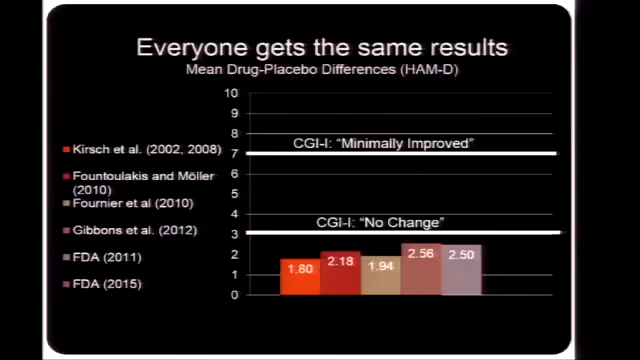 Everyone gets the same results
Mean Drug-Placebo Differences (HAM-D)
10
9
8
CGI-I: “Minimally Improved”
7
6
5
4
CGI-I: “No Change”
3
2
1
0
1.80
2.18
1.94
2.56
2.50
Kirsch et al. (2002, 2008)
Fountoulakis and Möller
(2010)
Fournier et al (2010)
Gibbons et al. (2012)
FDA (2011)
FDA (2015)